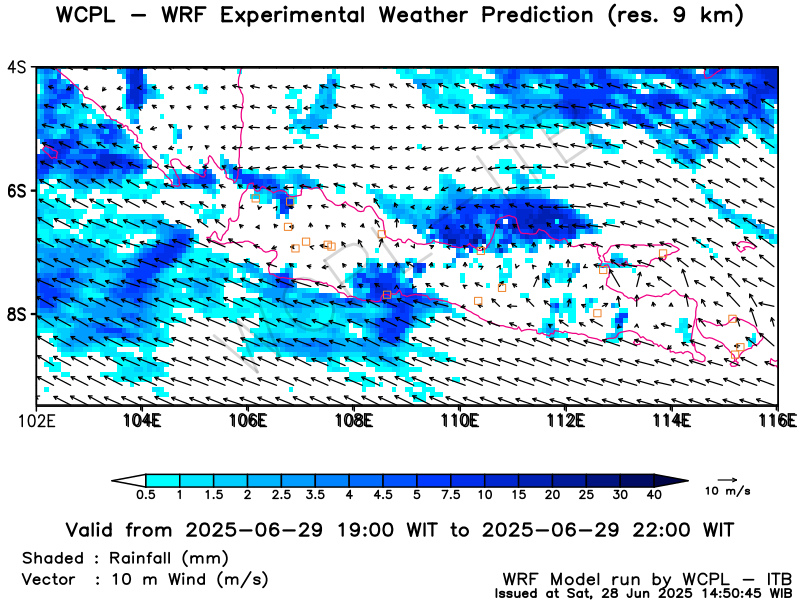 WCPL – WRF Experimental Weather Prediction (res. 9 km)
4S
6S
8S
102E 104E 106E 108E 110E 112E 114E 116E
0.5 1 1.5 2 2.5 3.5 4 4.5 5 7.5 10 15 20 25 30 40
10 m/s
Valid from 2025–06–29 19:00 WIT to 2025–06–29 22:00 WIT
Shaded : Rainfall (mm)
Vector : 10 m Wind (m/s)
WRF Model run by WCPL – ITB
Issued at Sat, 28 Jun 2025 14:50:45 WIB